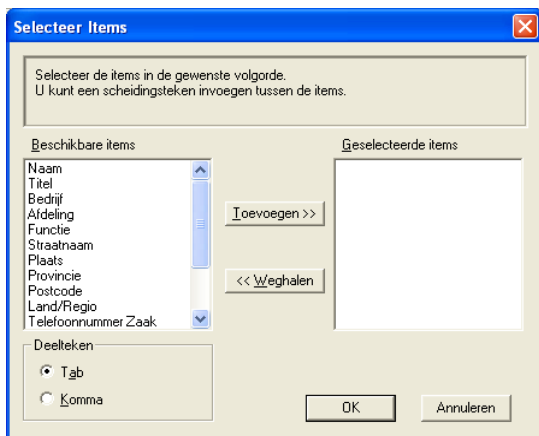 Selecteer Items
Selecteer de items in de gewenste volgorde.
U kunt een scheidingsteken invoegen tussen de items.
Beschikbare items
Geselecteerde items
Naam
Titel
Bedrijf
Afdeling
Functie
Straatnaam
Plaats
Provincie
Postcode
Land/Regio
Telefoonnummer Zaak
Toevoegen >>
<< Weghalen
Deelteken
Tab
Komma
OK
Annuleren